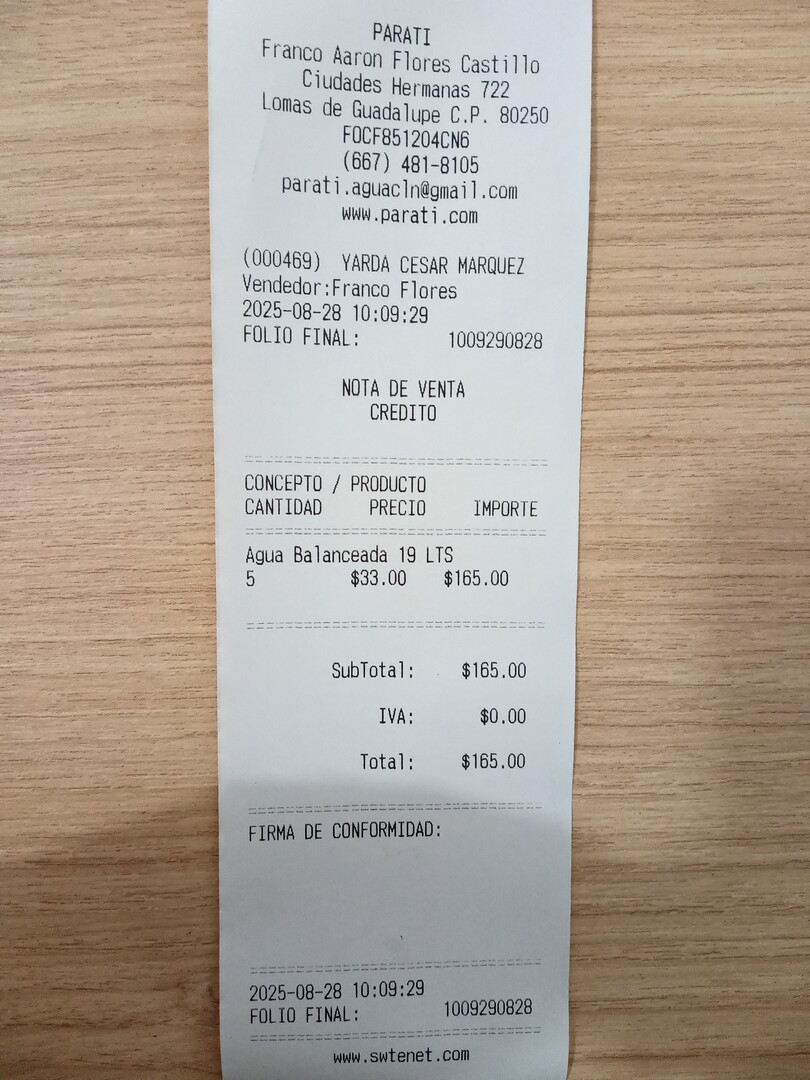 PARATI
Franco Aaron Flores Castillo
Ciudades Hermanas 722
Lomas de Guadalupe C.P. 80250
FOCF851204CN6
(667) 481-8105
parati.aguacln@gmail.com
www.parati.com
(000469) YARDA CESAR MARQUEZ
Vendedor:Franco Flores
2025-08-28 10:09:29
FOLIO FINAL: 1009290828
NOTA DE VENTA
CREDITO
CONCEPTO / PRODUCTO
CANTIDAD PRECIO IMPORTE
Agua Balanceada 19 LTS
5 $33.00 $165.00
SubTotal: $165.00
IVA: $0.00
Total: $165.00
FIRMA DE CONFORMIDAD:
2025-08-28 10:09:29
FOLIO FINAL: 1009290828
www.swtenet.com